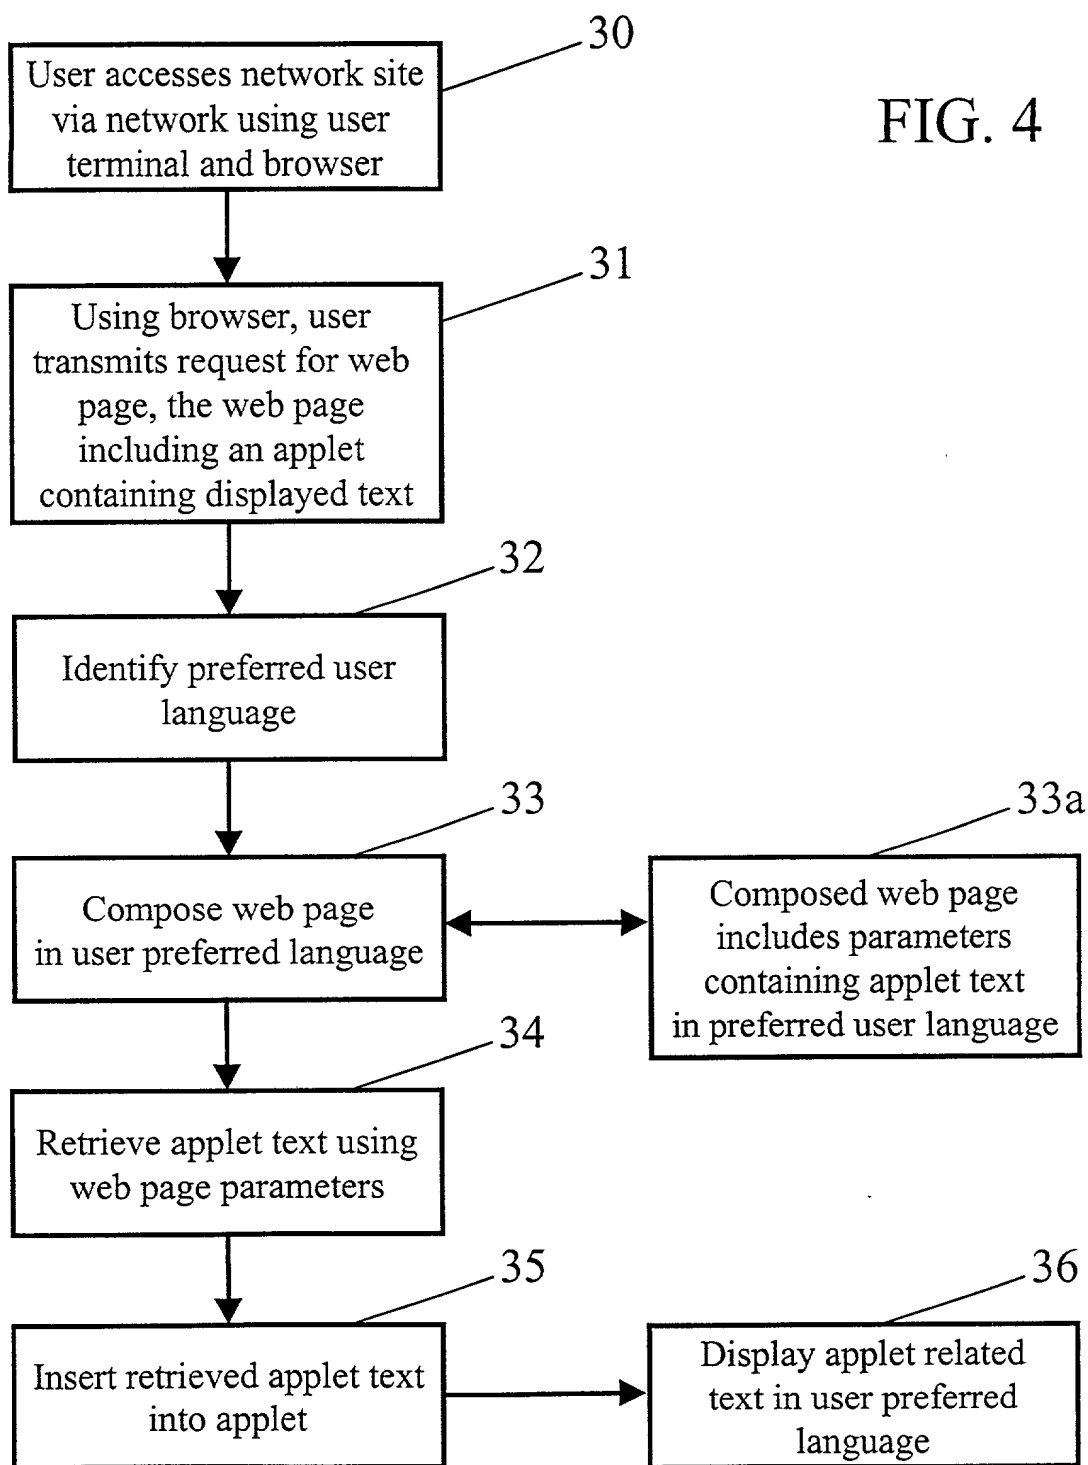 30
User accesses network site
via network using user
terminal and browser
FIG. 4
31
Using browser, user
transmits request for web
page, the web page
including an applet
containing displayed text
32
Identify preferred user
language
33
Compose web page
in user preferred language
33a
Composed web page
includes parameters
containing applet text
in preferred user language
34
Retrieve applet text using
web page parameters
35
Insert retrieved applet text
into applet
36
Display applet related
text in user preferred
language